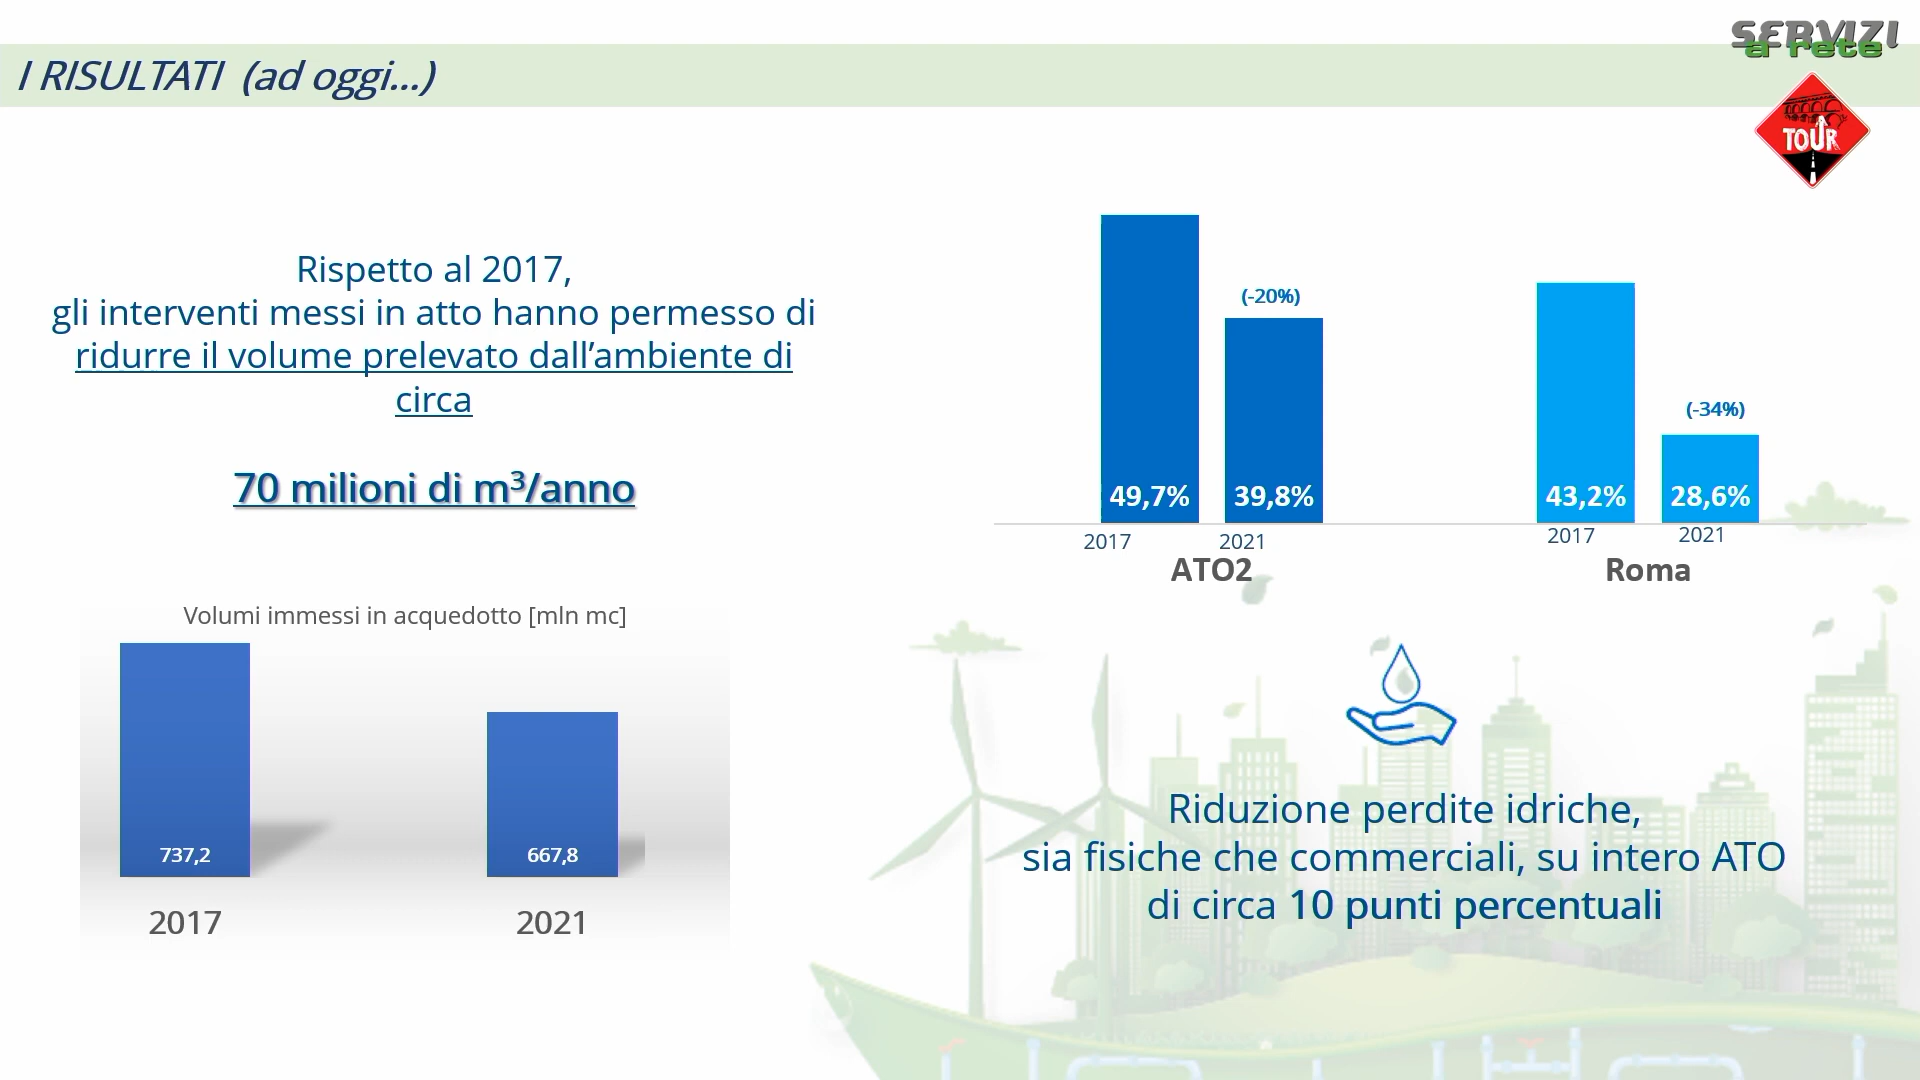 SERVIZI
a rete
I RISULTATI (ad oggi...)
TOUR
Rispetto al 2017,
gli interventi messi in atto hanno permesso di
ridurre il volume prelevato dall’ambiente di
circa
70 milioni di m³/anno
Volumi immessi in acquedotto [mln mc]
737,2
667,8
2017
2021
(-20%)
(-34%)
49,7%
39,8%
43,2%
28,6%
2017
2021
2017
2021
ATO2
Roma
Riduzione perdite idriche,
sia fisiche che commerciali, su intero ATO
di circa 10 punti percentuali